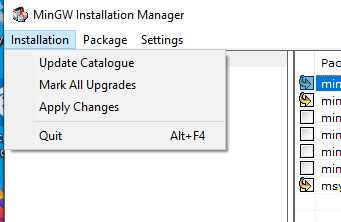 MinGW Installation Manager
Installation Package Settings
Update Catalogue
Mark All Upgrades
Apply Changes
Quit Alt+F4
Pac
min
min
min
min
min
min
msy